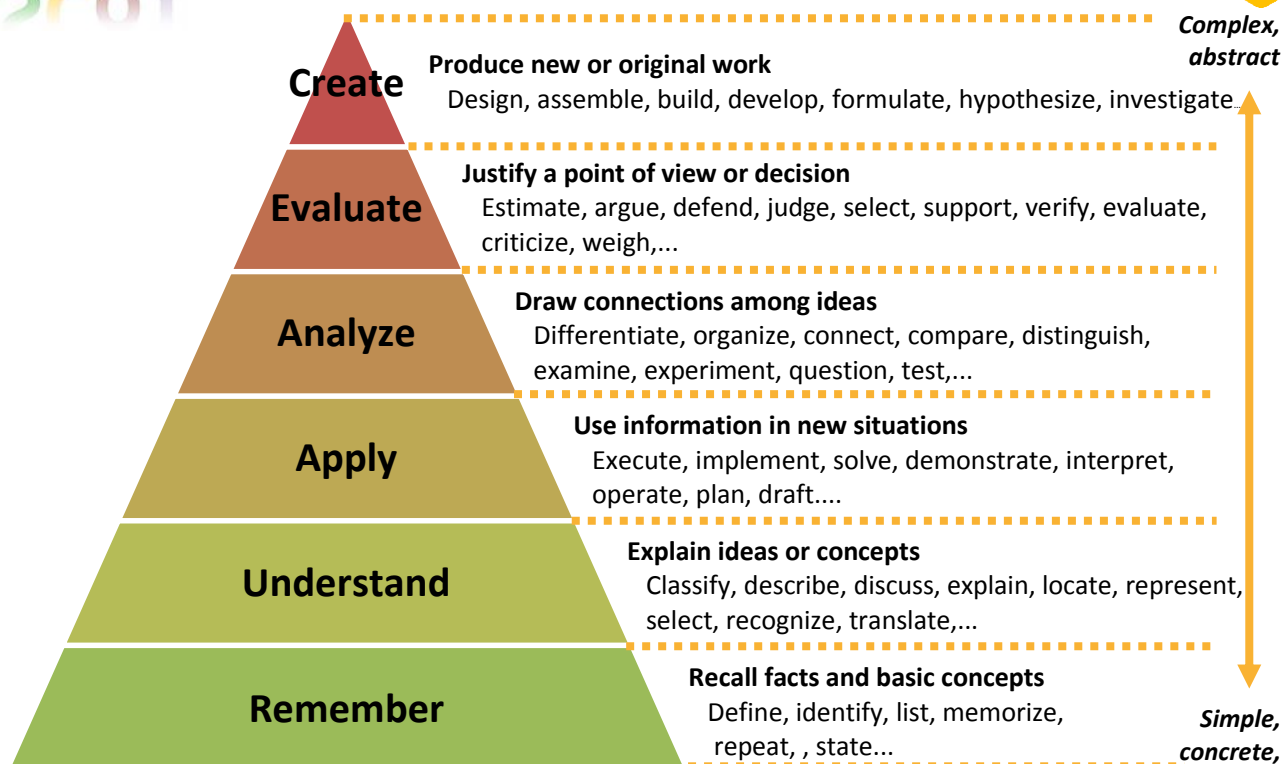 Complex,
abstract
Create
Produce new or original work
Design, assemble, build, develop, formulate, hypothesize, investigate...
Evaluate
Justify a point of view or decision
Estimate, argue, defend, judge, select, support, verify, evaluate,
criticize, weigh,...
Analyze
Draw connections among ideas
Differentiate, organize, connect, compare, distinguish,
examine, experiment, question, test,...
Apply
Use information in new situations
Execute, implement, solve, demonstrate, interpret,
operate, plan, draft....
Understand
Explain ideas or concepts
Classify, describe, discuss, explain, locate, represent,
select, recognize, translate,...
Remember
Recall facts and basic concepts
Define, identify, list, memorize,
repeat, , state...
Simple,
concrete,